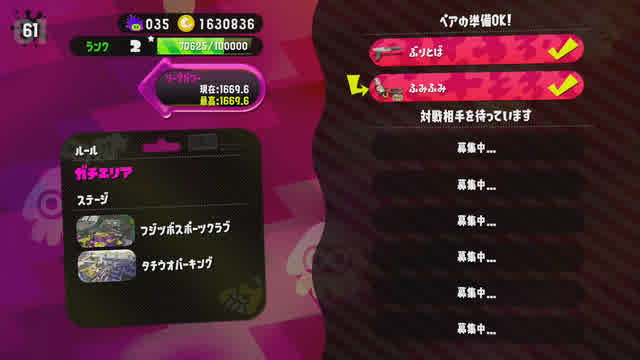 61
035
1630836
ランク 2 70625/100000
リーグパワー
現在:1669.6
最高:1669.6
ルール
ガチエリア
ステージ
フジツボスポーツクラブ
タチウオパーキング
ペアの準備OK!
ぷりとば
ふみふみ
対戦相手を待っています
募集中...
募集中...
募集中...
募集中...
募集中...
募集中...